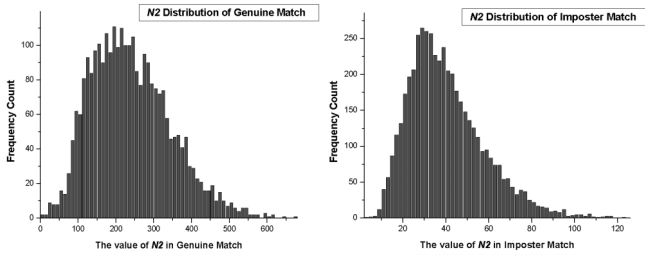 N2 Distribution of Genuine Match
Frequency Count
100
80
60
40
20
0
0 100 200 300 400 500 600
The value of N2 in Genuine Match
N2 Distribution of Imposter Match
Frequency Count
250
200
150
100
50
0
20 40 60 80 100 120
The value of N2 in Imposter Match